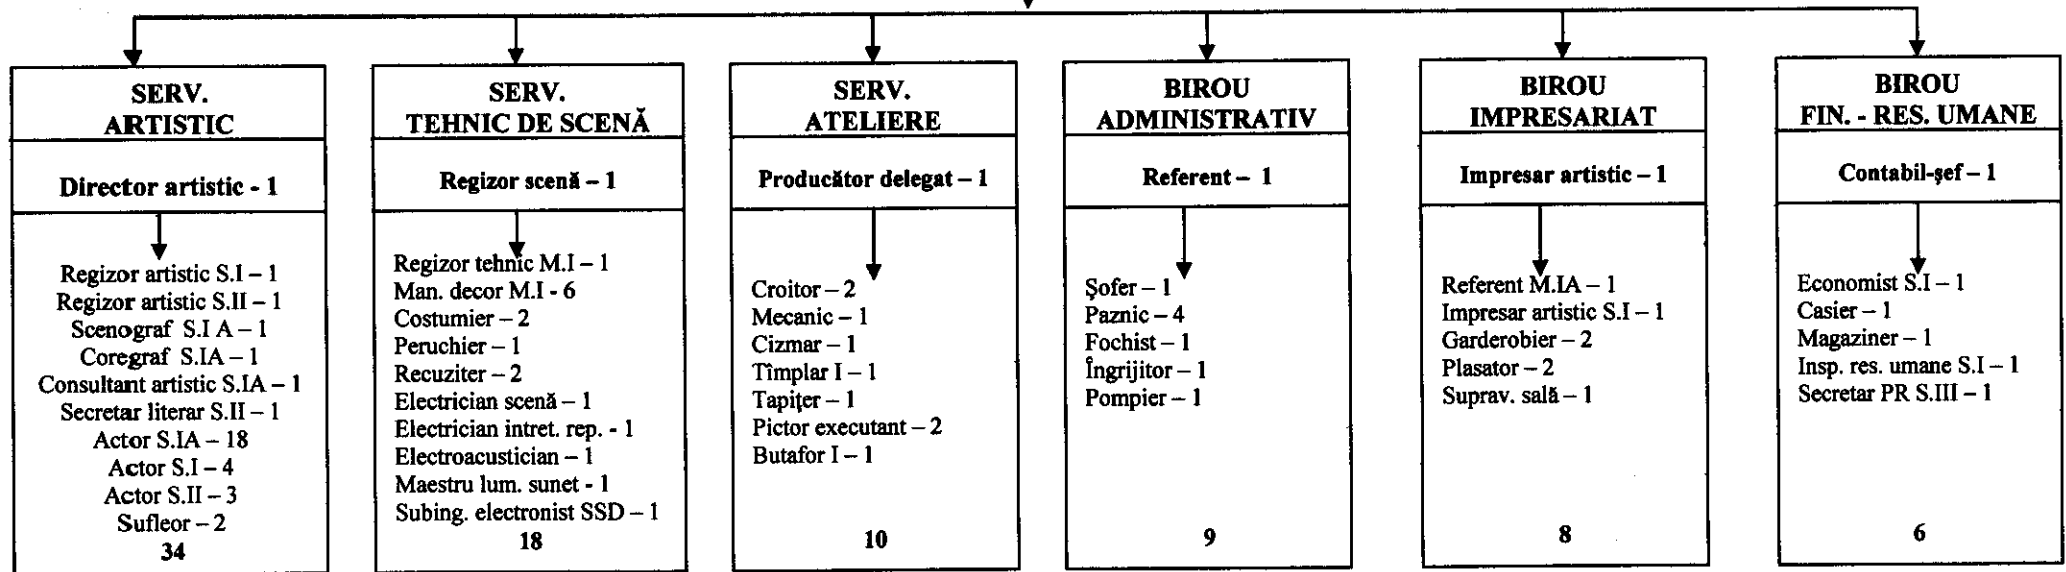 SERV.
ARTISTIC
Director artistic - 1
Regizor artistic S.I – 1
Regizor artistic S.II – 1
Scenograf S.I A – 1
Coregraf S.IA – 1
Consultant artistic S.IA – 1
Secretar literar S.II – 1
Actor S.IA – 18
Actor S.I – 4
Actor S.II – 3
Sufleor – 2
34
SERV.
TEHNIC DE SCENĂ
Regizor scenă – 1
Regizor tehnic M.I – 1
Man. decor M.I - 6
Costumier – 2
Peruchier – 1
Recuziter – 2
Electrician scenă – 1
Electrician intret. rep. - 1
Electroacustician – 1
Maestru lum. sunet - 1
Subing. electronist SSD – 1
18
SERV.
ATELIERE
Producător delegat – 1
Croitor – 2
Mecanic – 1
Cizmar – 1
Tîmplar I – 1
Tapițer – 1
Pictor executant – 2
Butafor I – 1
10
BIROU
ADMINISTRATIV
Referent – 1
Șofer – 1
Paznic – 4
Fochist – 1
Îngrijitor – 1
Pompier – 1
9
BIROU
IMPRESARIAT
Impresar artistic – 1
Referent M.IA – 1
Impresar artistic S.I – 1
Garderobier – 2
Plasator – 2
Suprav. sală – 1
8
BIROU
FIN. - RES. UMANE
Contabil-șef – 1
Economist S.I – 1
Casier – 1
Magaziner – 1
Insp. res. umane S.I – 1
Secretar PR S.III – 1
6